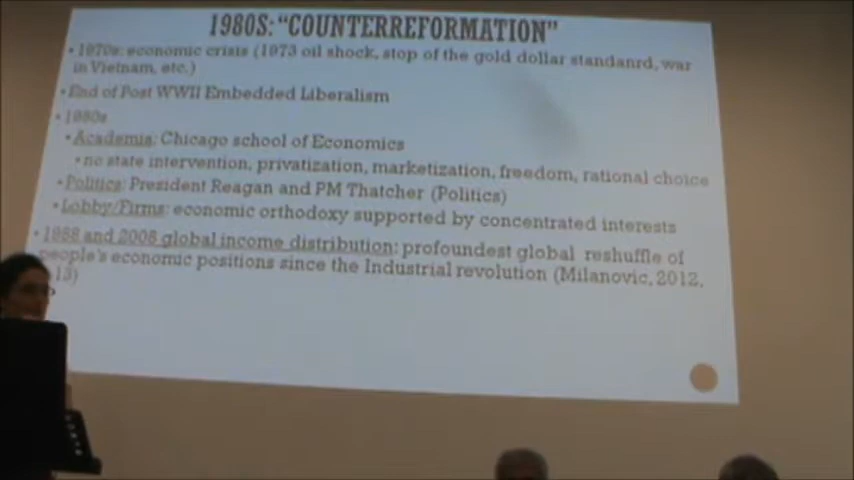 1980S: “COUNTERREFORMATION”
• 1970s: economic crisis (1973 oil shock, stop of the gold dollar standanrd, war
in Vietnam, etc.)
• End of Post WWII Embedded Liberalism
• 1980s
• Academia: Chicago school of Economics
• no state intervention, privatization, marketization, freedom, rational choice
• Politics: President Reagan and PM Thatcher (Politics)
• Lobby/Firms: economic orthodoxy supported by concentrated interests
• 1988 and 2008 global income distribution: profoundest global reshuffle of
people's economic positions since the Industrial revolution (Milanovic, 2012,
13)